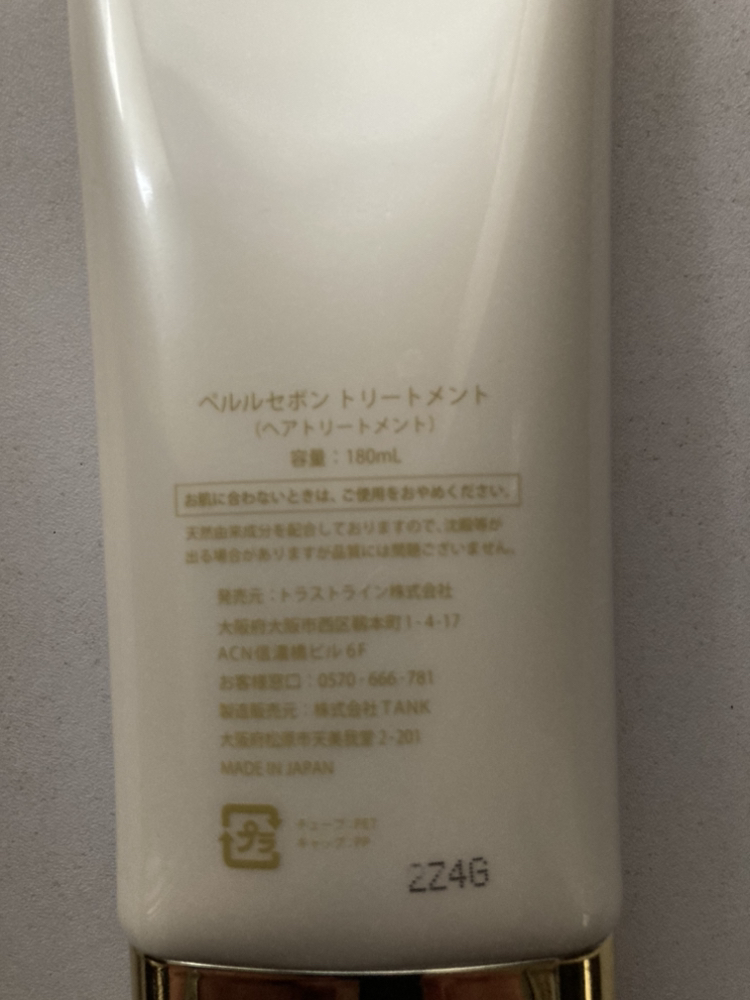 ベルルセボン トリートメント
(ヘアトリートメント)
容量：180mL
お肌に合わないときは、ご使用をおやめください。
天然由来成分を配合しておりますので、沈殿等が
出る場合がありますが品質には問題ございません。
発売元：トラストライン株式会社
大阪府大阪市西区靱本町1-4-17
ACN信濃橋ビル6F
お客様窓口：0570-666-781
製造販売元：株式会社TANK
大阪府松原市天美我堂2-201
MADE IN JAPAN
プラ
チューブ：PET
キャップ：PP
2Z4G